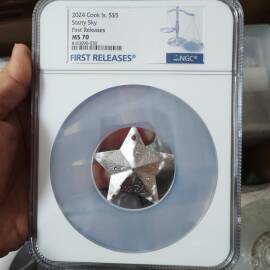 2024 Cook Is. S$5
Starry Sky
First Releases
MS 70
FIRST RELEASES®
NGC®